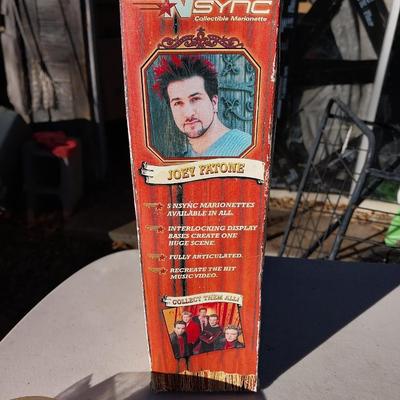 NSYNC
Collectible Marionette
JOEY FATONE
5 NSYNC MARIONETTES
AVAILABLE IN ALL.
INTERLOCKING DISPLAY
BASES CREATE ONE
HUGE SCENE.
FULLY ARTICULATED.
RECREATE THE HIT
MUSIC VIDEO.
COLLECT THEM ALL!